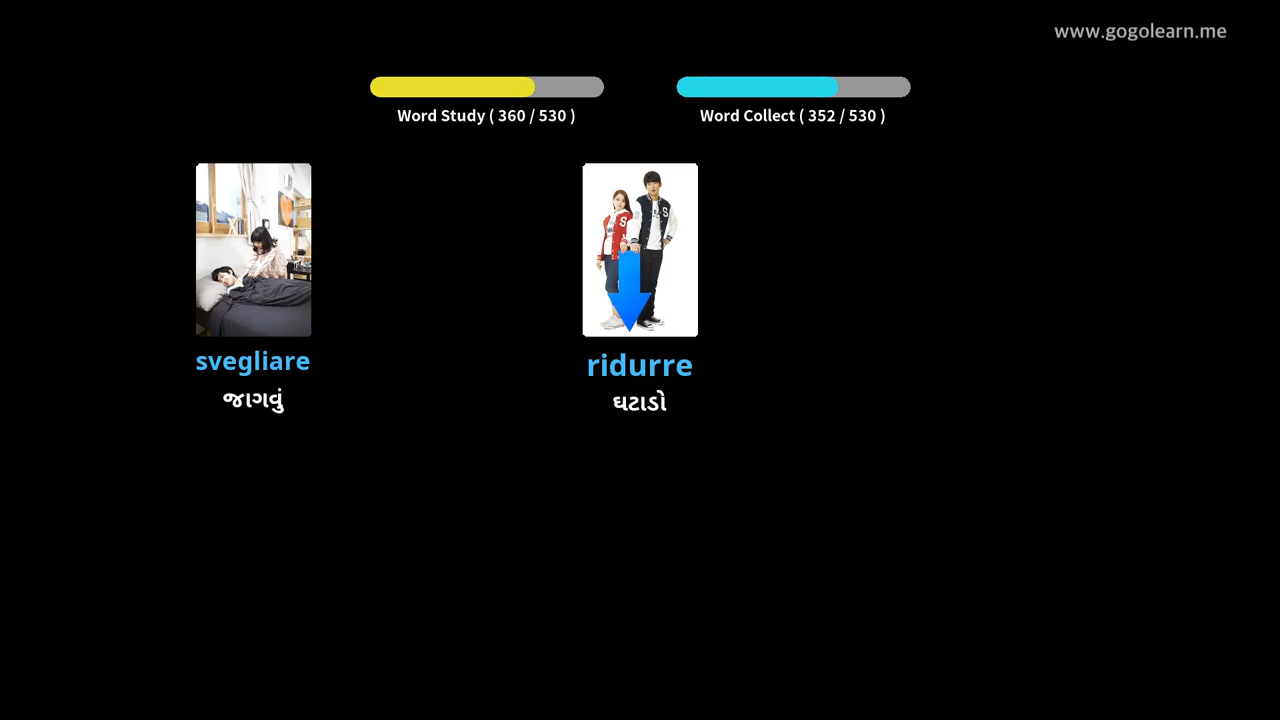 www.gogolearn.me
Word Study ( 360 / 530 )
Word Collect ( 352 / 530 )
svegliare
જાગવું
ridurre
ઘટાડો